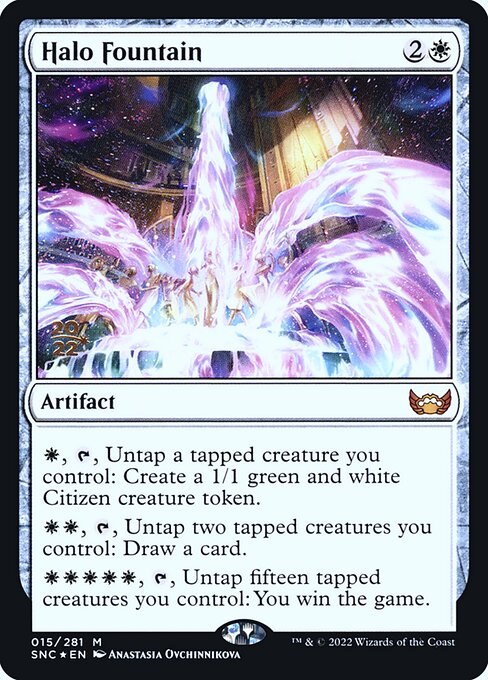 Halo Fountain 2
2022
Artifact
, , Untap a tapped creature you
control: Create a 1/1 green and white
Citizen creature token.
, , Untap two tapped creatures you
control: Draw a card.
, , Untap fifteen tapped
creatures you control: You win the game.
015/281 M
SNC ★ EN Anastasia Ovchinnikova
™ & © 2022 Wizards of the Coast